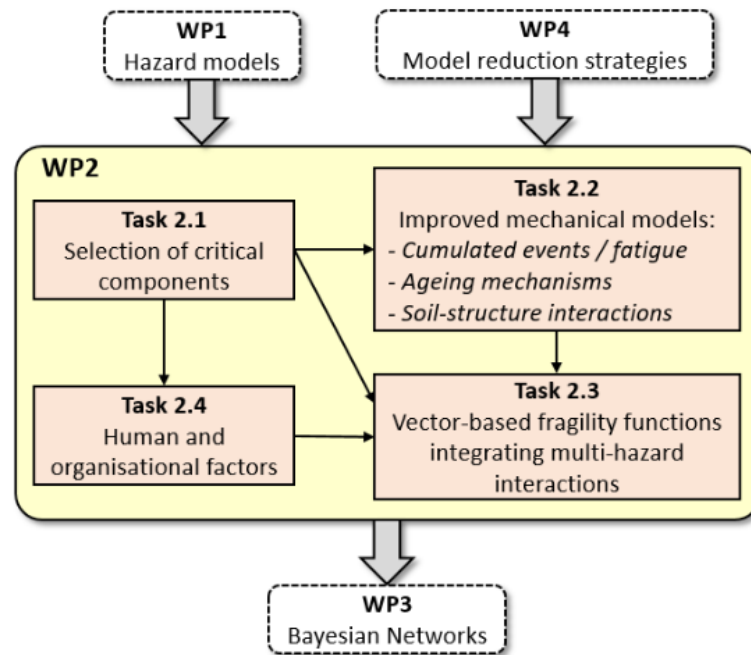 WP1
Hazard models
WP4
Model reduction strategies
WP2
Task 2.1
Selection of critical
components
Task 2.2
Improved mechanical models:
- Cumulated events / fatigue
- Ageing mechanisms
- Soil-structure interactions
Task 2.4
Human and
organisational factors
Task 2.3
Vector-based fragility functions
integrating multi-hazard
interactions
WP3
Bayesian Networks